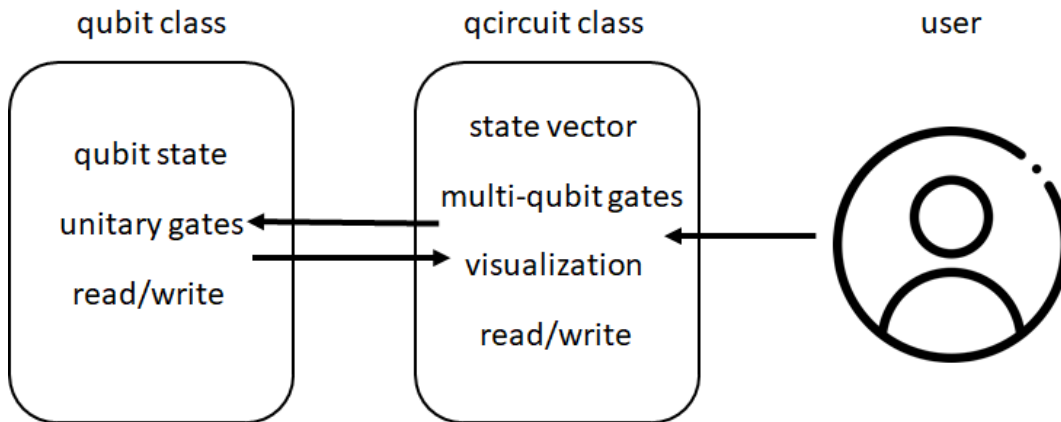 qubit class
qubit state
unitary gates
read/write
qcircuit class
state vector
multi-qubit gates
visualization
read/write
user